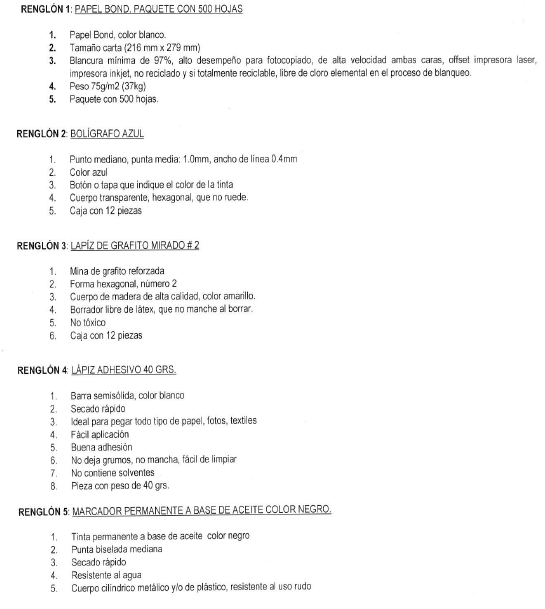 RENGLÓN 1: PAPEL BOND. PAQUETE CON 500 HOJAS
1. Papel Bond, color blanco.
2. Tamaño carta (216 mm x 279 mm)
3. Blancura mínima de 97%, alto desempeño para fotocopiado, de alta velocidad ambas caras, offset impresora laser,
impresora inkjet, no reciclado y si totalmente reciclable, libre de cloro elemental en el proceso de blanqueo.
4. Peso 75g/m2 (37kg)
5. Paquete con 500 hojas.
RENGLÓN 2: BOLÍGRAFO AZUL
1. Punto mediano, punta media: 1.0mm, ancho de línea 0.4mm
2. Color azul
3. Botón o tapa que indique el color de la tinta
4. Cuerpo transparente, hexagonal, que no ruede.
5. Caja con 12 piezas
RENGLÓN 3: LAPÍZ DE GRAFITO MIRADO # 2
1. Mina de grafito reforzada
2. Forma hexagonal, número 2
3. Cuerpo de madera de alta calidad, color amarillo.
4. Borrador libre de látex, que no manche al borrar.
5. No tóxico
6. Caja con 12 piezas
RENGLÓN 4: LÁPIZ ADHESIVO 40 GRS.
1. Barra semisólida, color blanco
2. Secado rápido
3. Ideal para pegar todo tipo de papel, fotos, textiles
4. Fácil aplicación
5. Buena adhesión
6. No deja grumos, no mancha, fácil de limpiar
7. No contiene solventes
8. Pieza con peso de 40 grs.
RENGLÓN 5: MARCADOR PERMANENTE A BASE DE ACEITE COLOR NEGRO.
1. Tinta permanente a base de aceite color negro
2. Punta biselada mediana
3. Secado rápido
4. Resistente al agua
5. Cuerpo cilíndrico metálico y/o de plástico, resistente al uso rudo